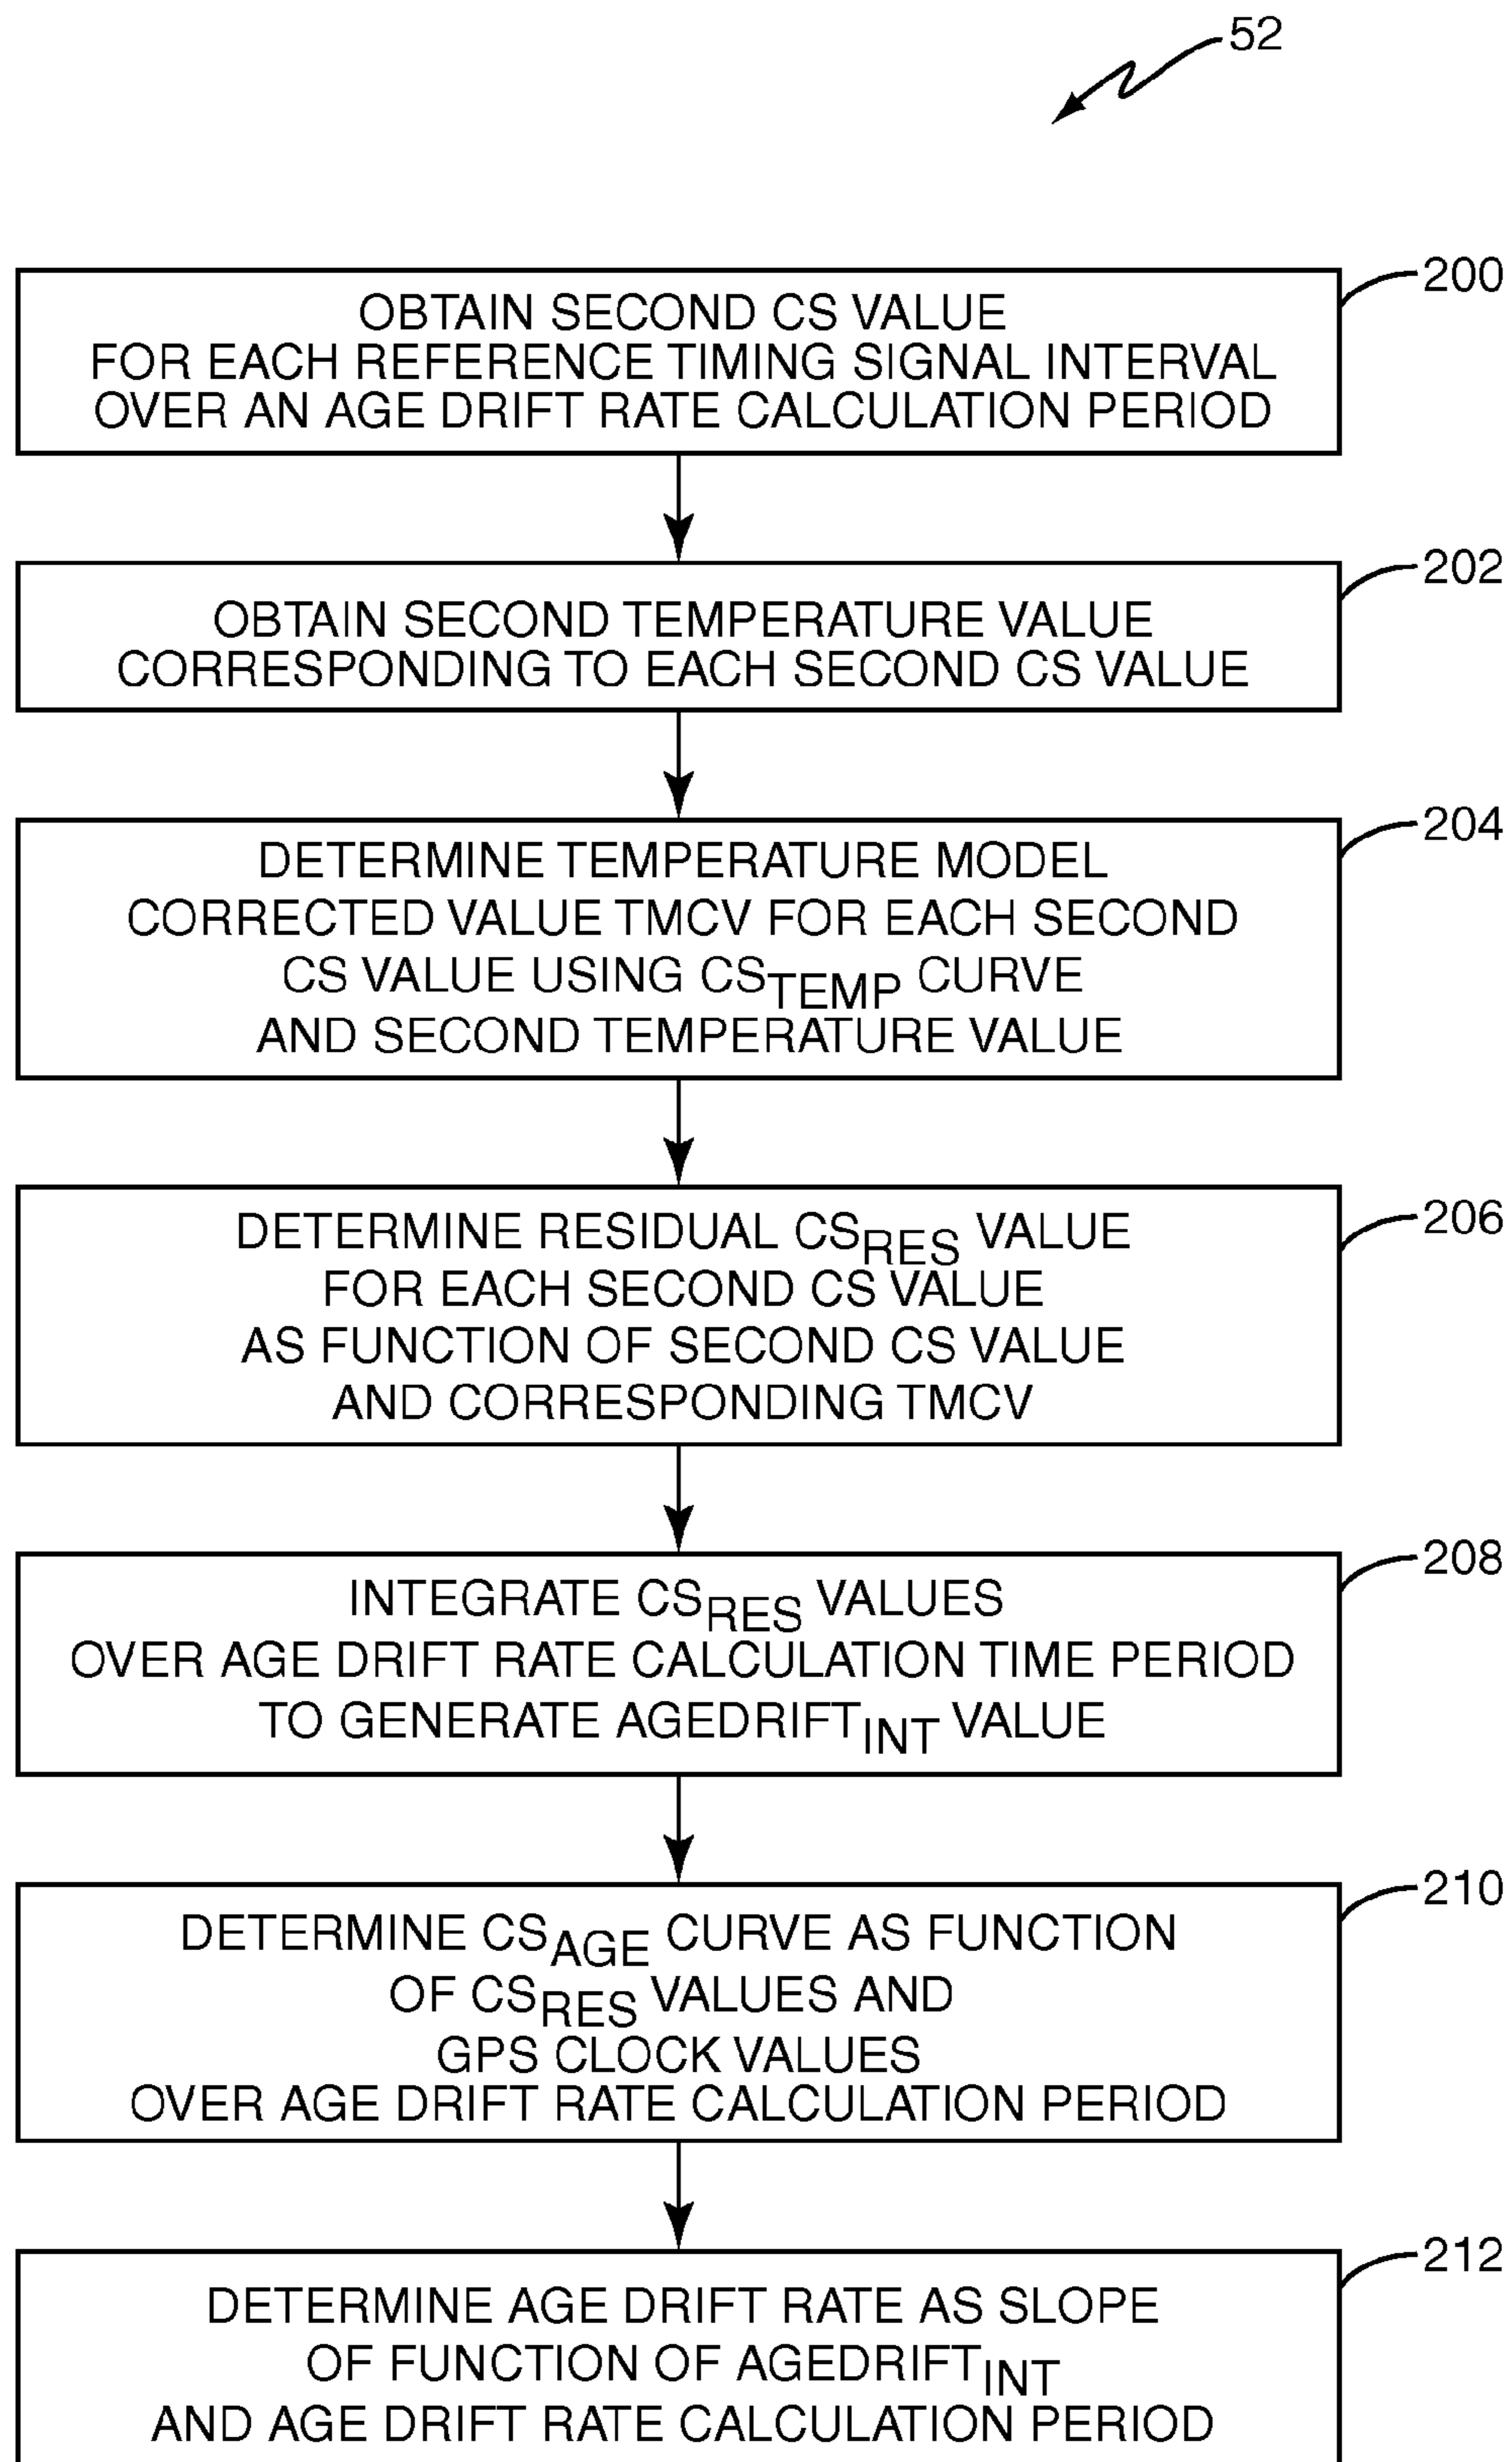 52
200
OBTAIN SECOND CS VALUE
FOR EACH REFERENCE TIMING SIGNAL INTERVAL
OVER AN AGE DRIFT RATE CALCULATION PERIOD
202
OBTAIN SECOND TEMPERATURE VALUE
CORRESPONDING TO EACH SECOND CS VALUE
204
DETERMINE TEMPERATURE MODEL
CORRECTED VALUE TMCV FOR EACH SECOND
CS VALUE USING CSTEMP CURVE
AND SECOND TEMPERATURE VALUE
206
DETERMINE RESIDUAL CSRES VALUE
FOR EACH SECOND CS VALUE
AS FUNCTION OF SECOND CS VALUE
AND CORRESPONDING TMCV
208
INTEGRATE CSRES VALUES
OVER AGE DRIFT RATE CALCULATION TIME PERIOD
TO GENERATE AGEDRIFTINT VALUE
210
DETERMINE CSAGE CURVE AS FUNCTION
OF CSRES VALUES AND
GPS CLOCK VALUES
OVER AGE DRIFT RATE CALCULATION PERIOD
212
DETERMINE AGE DRIFT RATE AS SLOPE
OF FUNCTION OF AGEDRIFTINT
AND AGE DRIFT RATE CALCULATION PERIOD